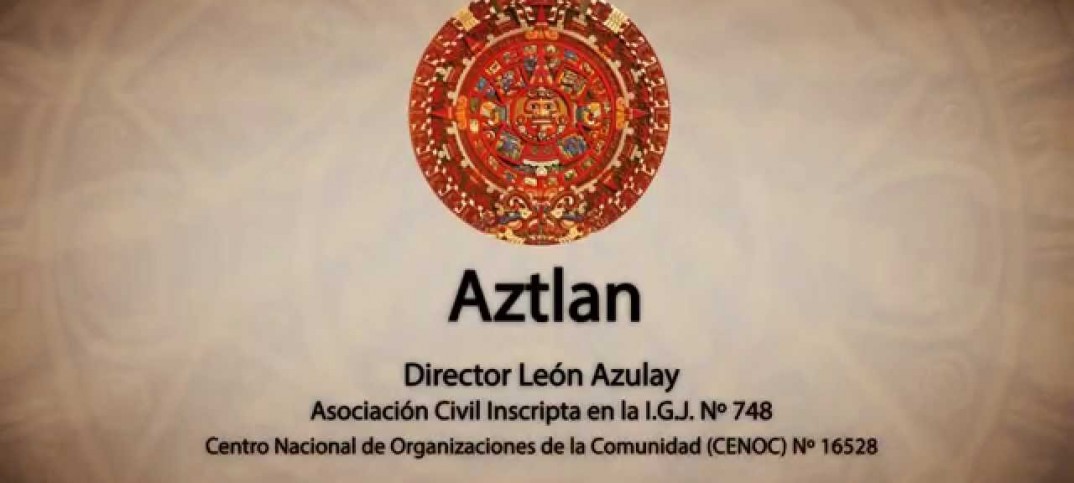 Aztlan
Director León Azulay
Asociación Civil Inscripta en la I.G.J. Nº 748
Centro Nacional de Organizaciones de la Comunidad (CENOC) Nº 16528